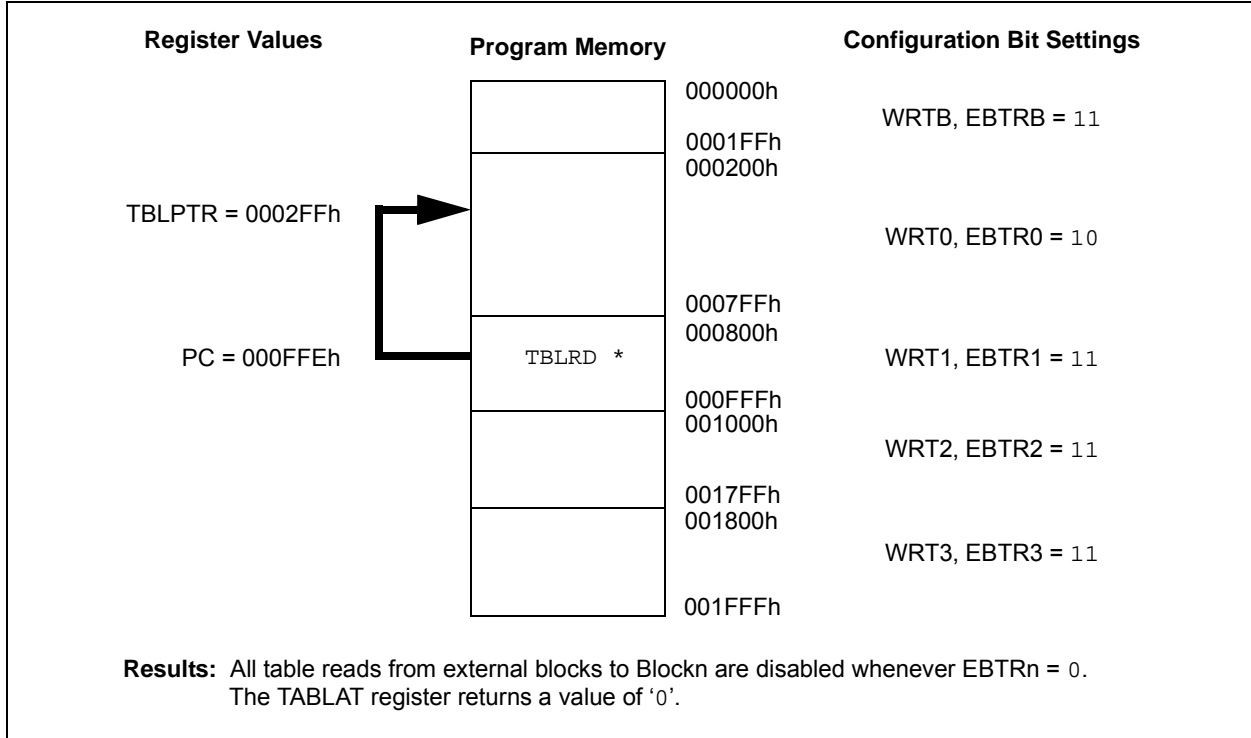 Register Values
Program Memory
Configuration Bit Settings
000000h
WRTB, EBTRB = 11
0001FFh
000200h
TBLPTR = 0002FFh
WRT0, EBTR0 = 10
0007FFh
000800h
PC = 000FFEh
TBLRD *
WRT1, EBTR1 = 11
000FFFh
001000h
WRT2, EBTR2 = 11
0017FFh
001800h
WRT3, EBTR3 = 11
001FFFh
Results: All table reads from external blocks to Blockn are disabled whenever EBTRn = 0.
The TABLAT register returns a value of ‘0’.